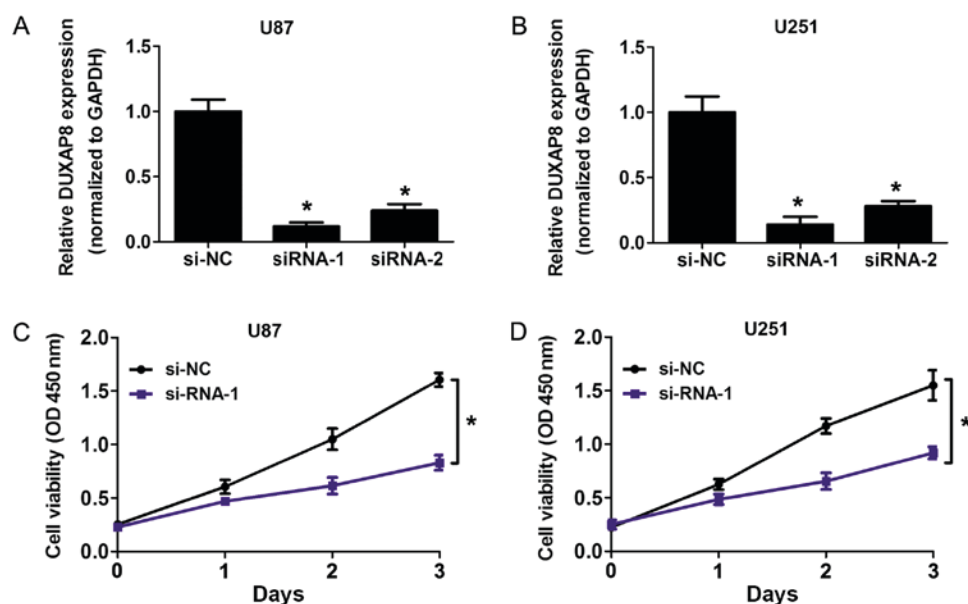 A
U87
Relative DUXAP8 expression
(normalized to GAPDH)
1.5
1.0
0.5
0.0
*
*
si-NC
siRNA-1
siRNA-2
B
U251
Relative DUXAP8 expression
(normalized to GAPDH)
1.5
1.0
0.5
0.0
*
*
si-NC
siRNA-1
siRNA-2
C
U87
Cell viability (OD 450 nm)
2.0
1.5
1.0
0.5
0.0
si-NC
si-RNA-1
*
0
1
2
3
Days
D
U251
Cell viability (OD 450 nm)
2.0
1.5
1.0
0.5
0.0
si-NC
si-RNA-1
*
0
1
2
3
Days